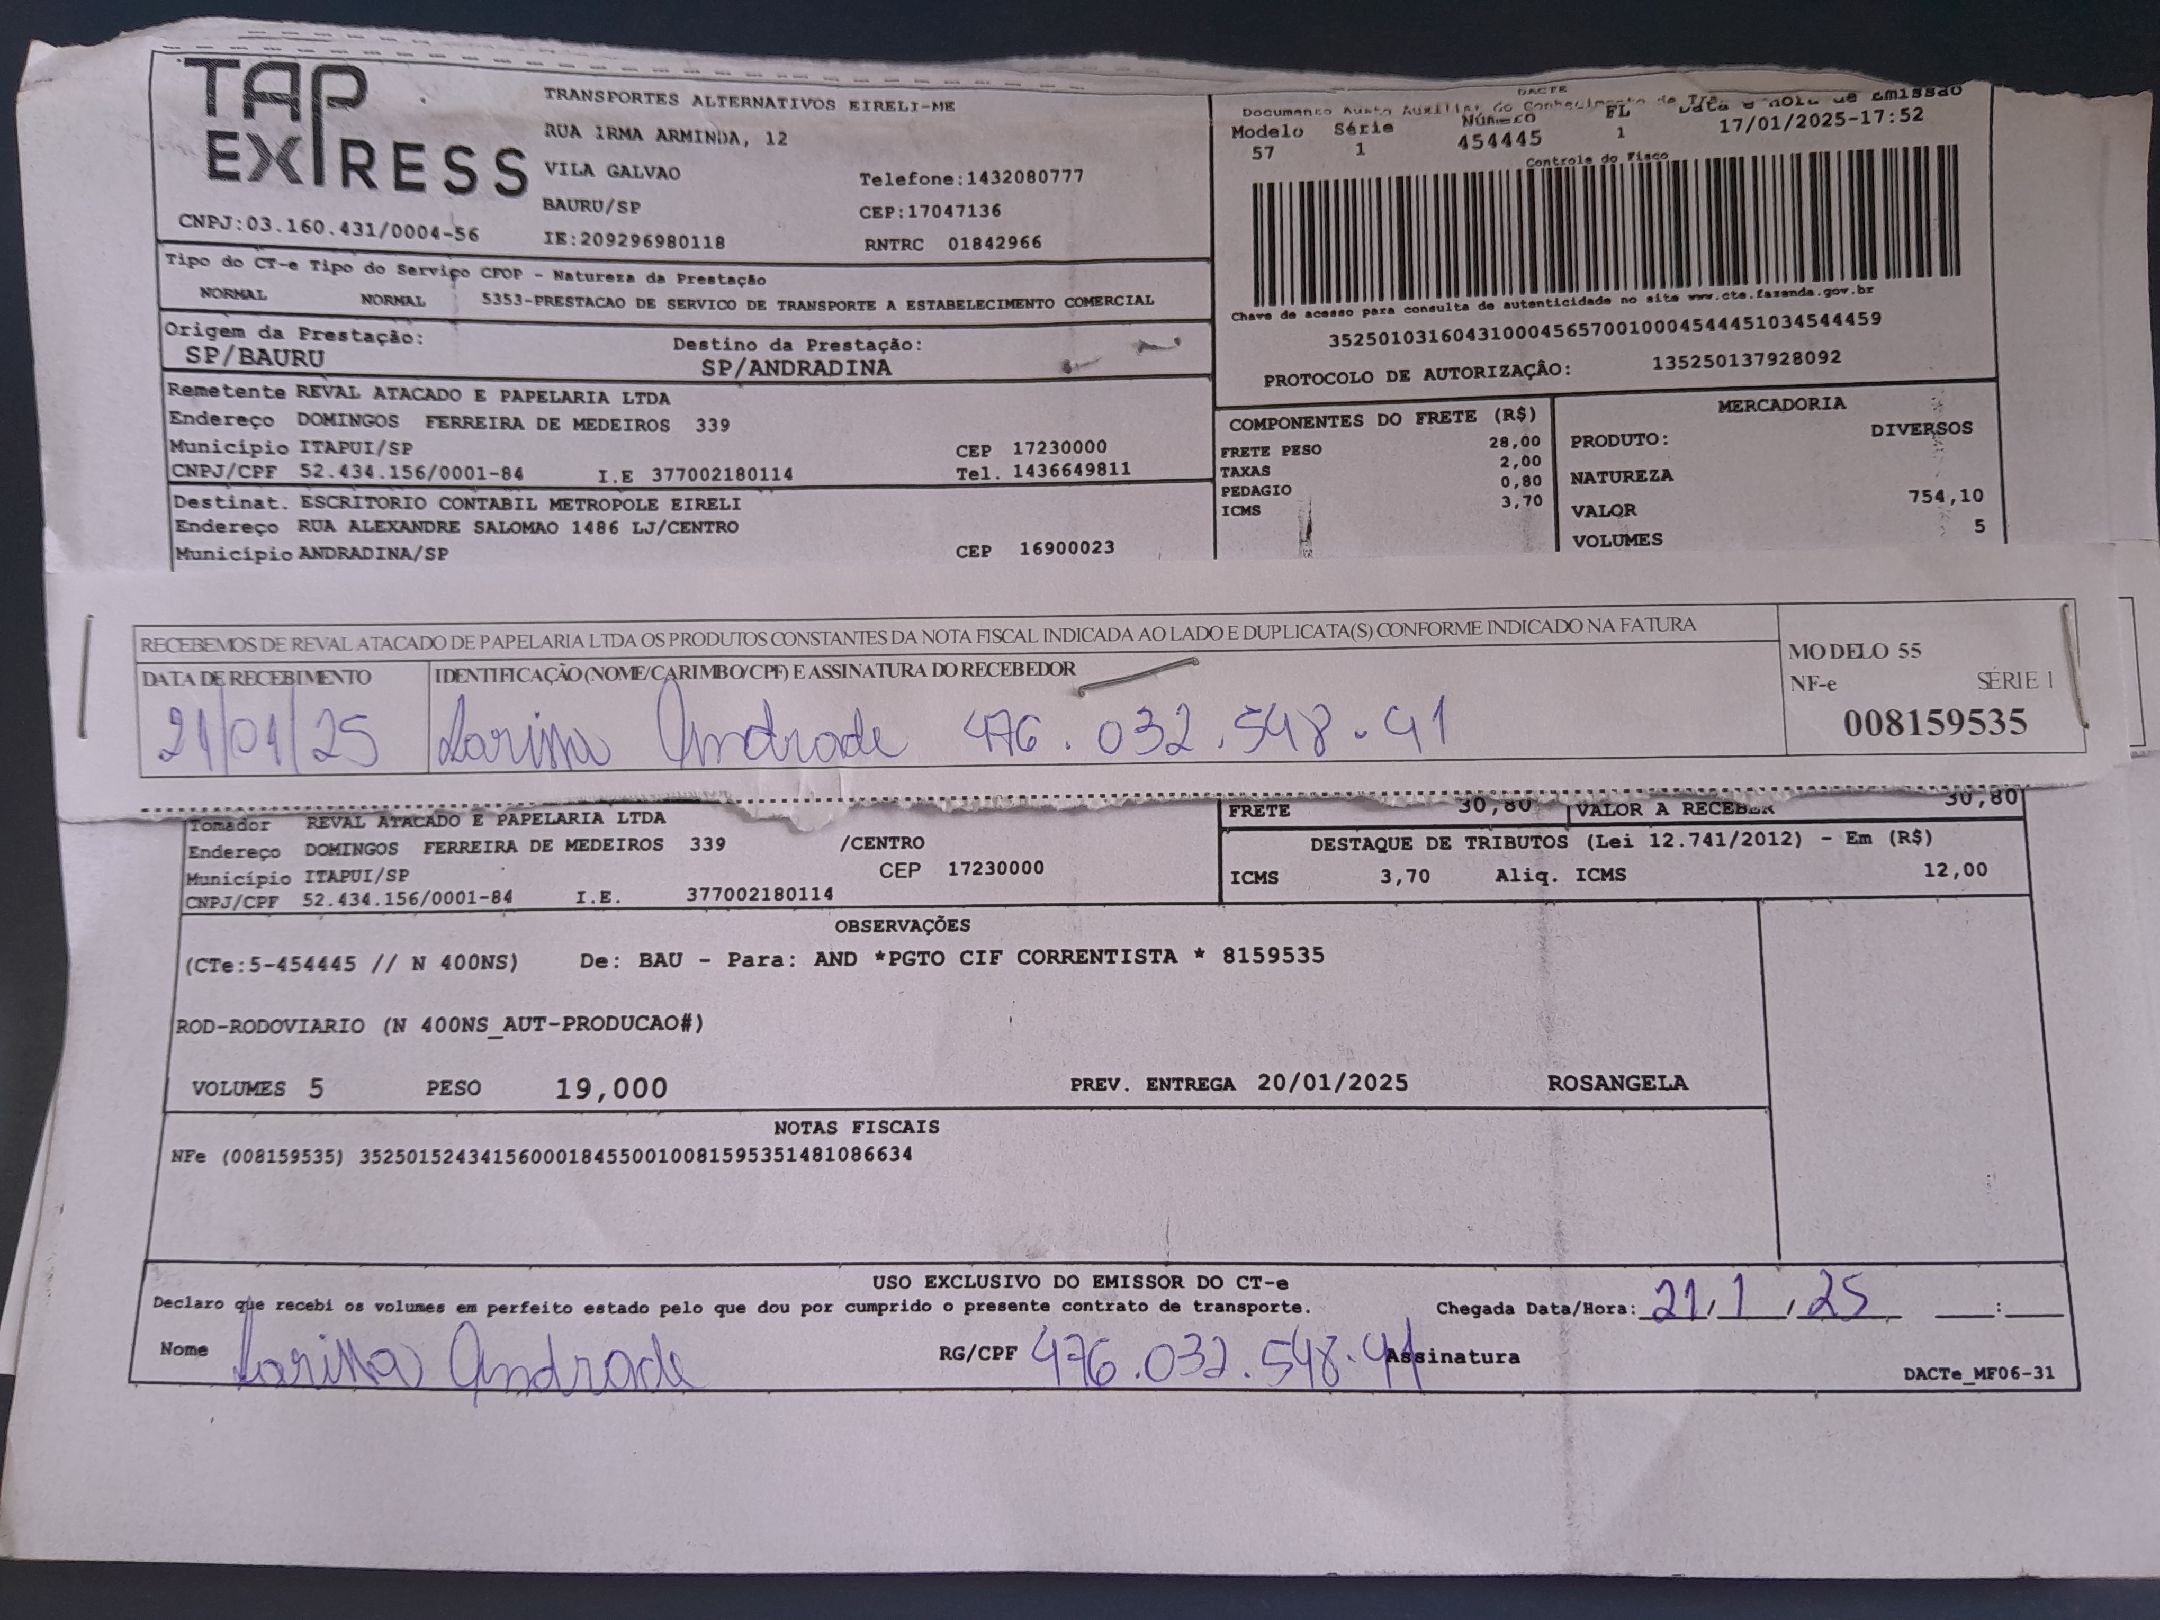 TAP
EXPRESS
CNPJ:03.160.431/0004-56
TRANSPORTES ALTERNATIVOS EIRELI-ME
RUA IRMA ARMINDA, 12
VILA GALVAO
Telefone:1432080777
BAURU/SP
CEP:17047136
IE:209296980118
RNTRC 01842966
DACTE
Modelo Série Número FL Data e hora de Emissão
57 1 454445 1 17/01/2025-17:52
Controle do Fisco
Chave de acesso para consulta de autenticidade no site www.cte.fazenda.gov.br
35250103160431000456570010004544451034544459
PROTOCOLO DE AUTORIZAÇÂO: 135250137928092
Tipo do CT-e Tipo do Serviço CFOP - Natureza da Prestação
NORMAL NORMAL 5353-PRESTACAO DE SERVICO DE TRANSPORTE A ESTABELECIMENTO COMERCIAL
Origem da Prestação: Destino da Prestação:
SP/BAURU SP/ANDRADINA
Remetente REVAL ATACADO E PAPELARIA LTDA
Endereço DOMINGOS FERREIRA DE MEDEIROS 339
Município ITAPUI/SP CEP 17230000
CNPJ/CPF 52.434.156/0001-84 I.E 377002180114 Tel. 1436649811
Destinat. ESCRITORIO CONTABIL METROPOLE EIRELI
Endereço RUA ALEXANDRE SALOMAO 1486 LJ/CENTRO
Município ANDRADINA/SP CEP 16900023
COMPONENTES DO FRETE (R$)
FRETE PESO 28,00
TAXAS 2,00
PEDAGIO 0,80
ICMS 3,70
MERCADORIA
PRODUTO: DIVERSOS
NATUREZA
VALOR 754,10
VOLUMES 5
RECEBEMOS DE REVAL ATACADO DE PAPELARIA LTDA OS PRODUTOS CONSTANTES DA NOTA FISCAL INDICADA AO LADO E DUPLICATA(S) CONFORME INDICADO NA FATURA
DATA DE RECEBIMENTO IDENTIFICAÇÃO (NOME/CARIMBO/CPF) E ASSINATURA DO RECEBEDOR
21/01/25 Larissa Andrade 476.032.548.41
MODELO 55
NF-e SÉRIE 1
008159535
Tomador REVAL ATACADO E PAPELARIA LTDA
Endereço DOMINGOS FERREIRA DE MEDEIROS 339 /CENTRO
Município ITAPUI/SP CEP 17230000
CNPJ/CPF 52.434.156/0001-84 I.E. 377002180114
FRETE 30,80 VALOR A RECEBER 30,80
DESTAQUE DE TRIBUTOS (Lei 12.741/2012) - Em (R$)
ICMS 3,70 Aliq. ICMS 12,00
OBSERVAÇÕES
(CTe:5-454445 // N 400NS) De: BAU - Para: AND *PGTO CIF CORRENTISTA * 8159535
ROD-RODOVIARIO (N 400NS_AUT-PRODUCAO#)
VOLUMES 5 PESO 19,000 PREV. ENTREGA 20/01/2025 ROSANGELA
NOTAS FISCAIS
NFe (008159535) 35250152434156000184550010081595351481086634
USO EXCLUSIVO DO EMISSOR DO CT-e
Declaro que recebi os volumes em perfeito estado pelo que dou por cumprido o presente contrato de transporte. Chegada Data/Hora: 21/1/25 __:__
Nome Larissa Andrade RG/CPF 476.032.548.41 Assinatura
DACTe_MF06-31